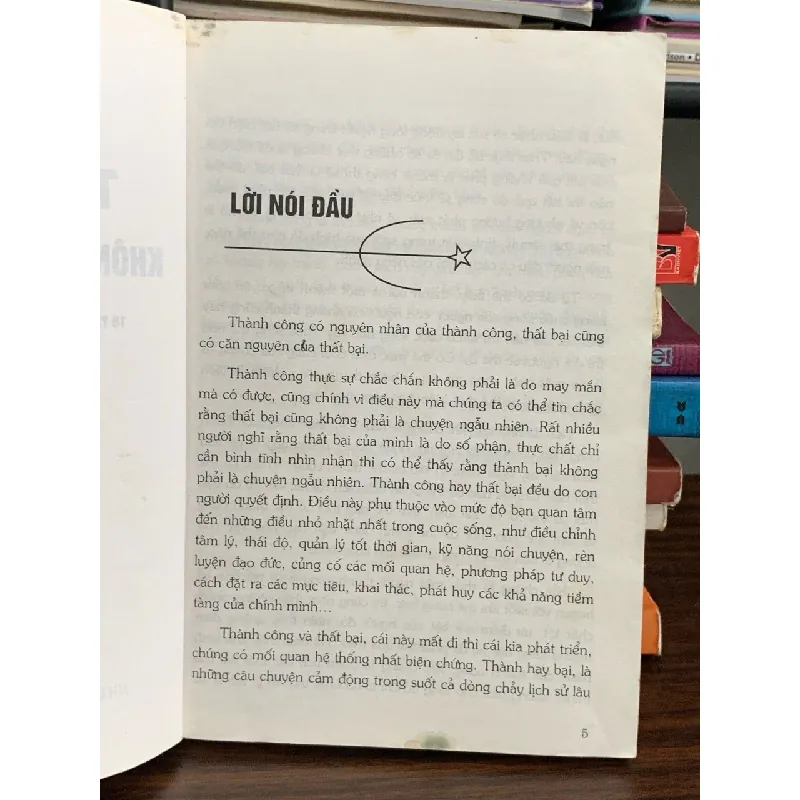 LỜI NÓI ĐẦU
Thành công có nguyên nhân của thành công, thất bại cũng
có căn nguyên của thất bại.
Thành công thực sự chắc chắn không phải là do may mắn
mà có được, cũng chính vì điều này mà chúng ta có thể tin chắc
rằng thất bại cũng không phải là chuyện ngẫu nhiên. Rất nhiều
người nghĩ rằng thất bại của mình là do số phận, thực chất chỉ
cần bình tĩnh nhìn nhận thì có thể thấy rằng thành bại không
phải là chuyện ngẫu nhiên. Thành công hay thất bại đều do con
người quyết định. Điều này phụ thuộc vào mức độ bạn quan tâm
đến những điều nhỏ nhặt nhất trong cuộc sống, như điều chỉnh
tâm lý, thái độ, quản lý tốt thời gian, kỹ năng nói chuyện, rèn
luyện đạo đức, củng cố các mối quan hệ, phương pháp tư duy,
cách đặt ra các mục tiêu, khai thác, phát huy các khả năng tiềm
tàng của chính mình...
Thành công và thất bại, cái này mất đi thì cái kia phát triển,
chúng có mối quan hệ thống nhất biện chứng. Thành hay bại, là
những câu chuyện cảm động trong suốt cả dòng chảy lịch sử lâu
5